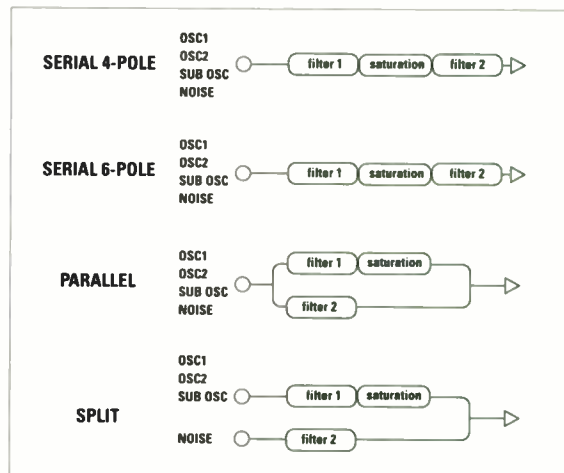 SERIAL 4-POLE
OSC1
OSC2
SUB OSC
NOISE
filter 1 saturation filter 2
SERIAL 6-POLE
OSC1
OSC2
SUB OSC
NOISE
filter 1 saturation filter 2
PARALLEL
OSC1
OSC2
SUB OSC
NOISE
filter 1 saturation
filter 2
SPLIT
OSC1
OSC2
SUB OSC
NOISE
filter 1 saturation
filter 2